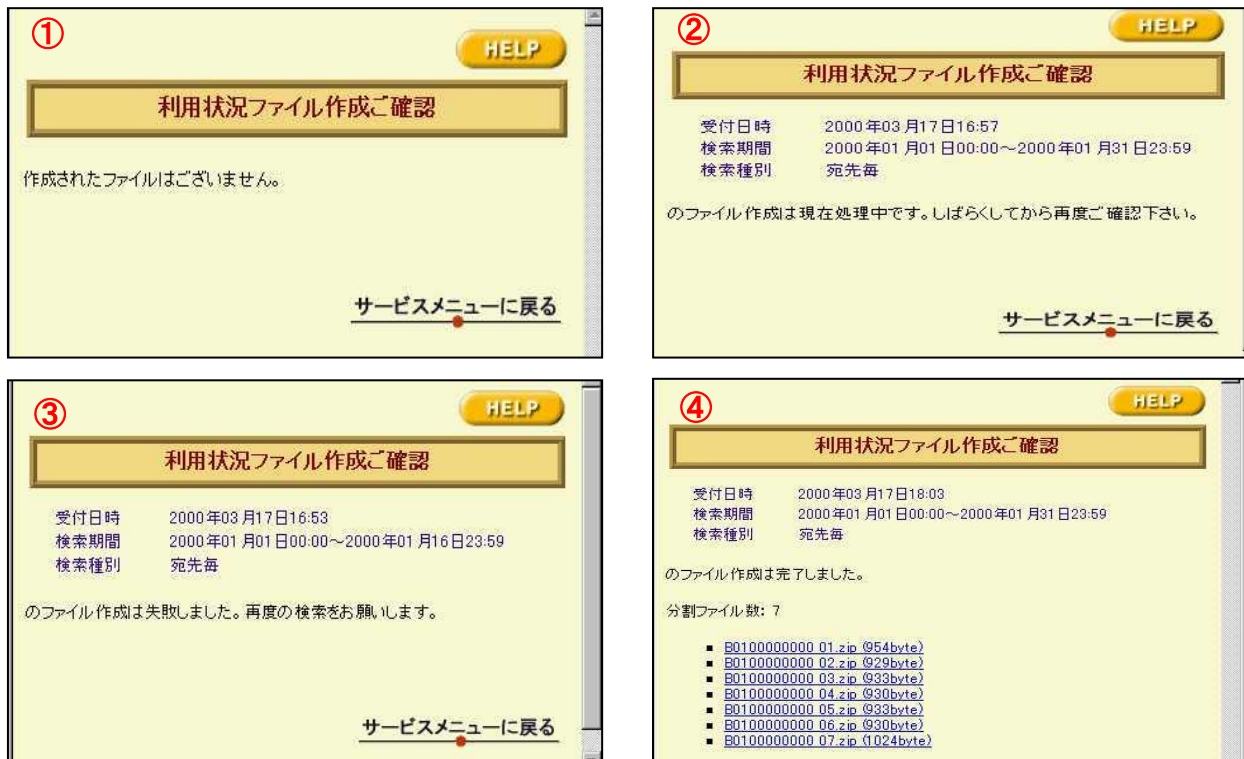 ①
HELP
利用状況ファイル作成ご確認
作成されたファイルはございません。
サービスメニューに戻る
②
HELP
利用状況ファイル作成ご確認
受付日時 2000年03月17日16:57
検索期間 2000年01月01日00:00～2000年01月31日23:59
検索種別 宛先毎
のファイル作成は現在処理中です。しばらくしてから再度ご確認下さい。
サービスメニューに戻る
③
HELP
利用状況ファイル作成ご確認
受付日時 2000年03月17日16:53
検索期間 2000年01月01日00:00～2000年01月16日23:59
検索種別 宛先毎
のファイル作成は失敗しました。再度の検索をお願いします。
サービスメニューに戻る
④
HELP
利用状況ファイル作成ご確認
受付日時 2000年03月17日18:03
検索期間 2000年01月01日00:00～2000年01月31日23:59
検索種別 宛先毎
のファイル作成は完了しました。
分割ファイル数: 7
■ B0100000000 01.zip (954byte)
■ B0100000000 02.zip (929byte)
■ B0100000000 03.zip (933byte)
■ B0100000000 04.zip (930byte)
■ B0100000000 05.zip (933byte)
■ B0100000000 06.zip (930byte)
■ B0100000000 07.zip (1024byte)